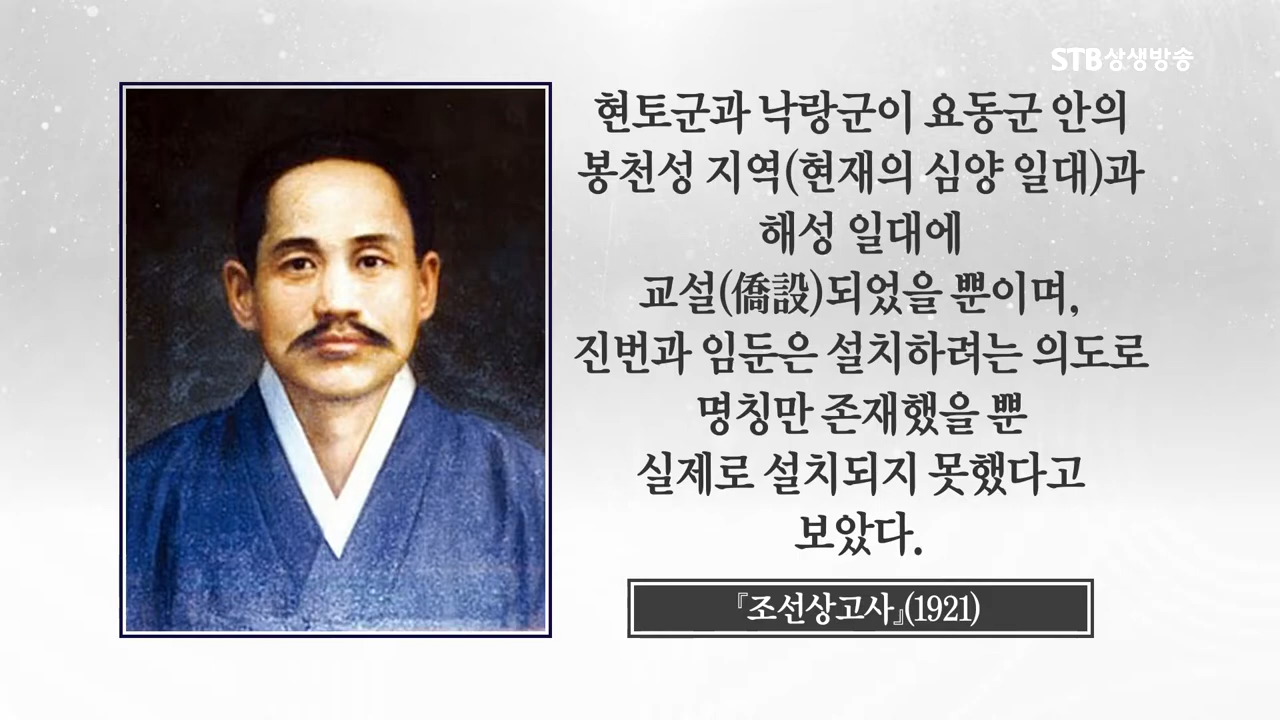 STB상생방송
현토군과 낙랑군이 요동군 안의
봉천성 지역(현재의 심양 일대)과
해성 일대에
교설(僑設)되었을 뿐이며,
진번과 임둔은 설치하려는 의도로
명칭만 존재했을 뿐
실제로 설치되지 못했다고
보았다.
『조선상고사』(1921)